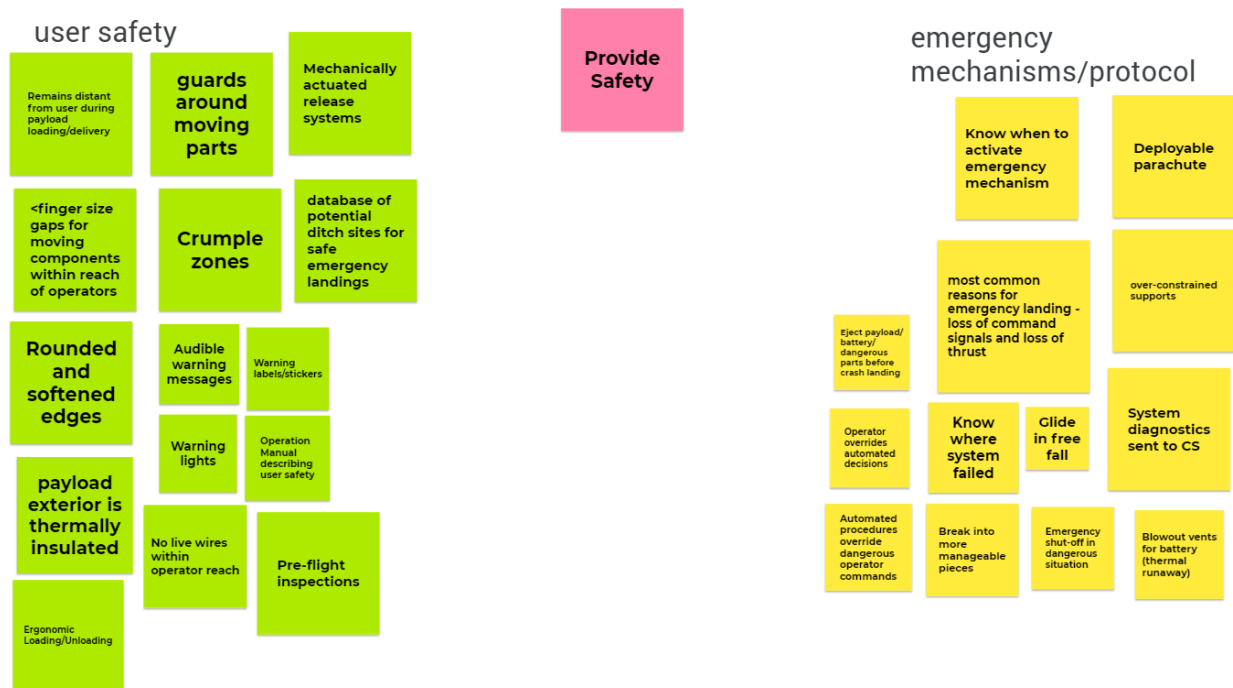 user safety
Remains distant
from user during
payload
loading/delivery
guards
around
moving
parts
Mechanically
actuated
release
systems
<finger size
gaps for
moving
components
within reach
of operators
Crumple
zones
database of
potential
ditch sites for
safe
emergency
landings
Rounded
and
softened
edges
Audible
warning
messages
Warning
labels/stickers
Warning
lights
Operation
Manual
describing
user safety
payload
exterior is
thermally
insulated
No live wires
within
operator reach
Pre-flight
inspections
Ergonomic
Loading/Unloading
Provide
Safety
emergency
mechanisms/protocol
Know when to
activate
emergency
mechanism
Deployable
parachute
most common
reasons for
emergency landing -
loss of command
signals and loss of
thrust
over-constrained
supports
Eject payload/
battery/
dangerous
parts before
crash landing
Operator
overrides
automated
decisions
Know
where
system
failed
Glide
in free
fall
System
diagnostics
sent to CS
Automated
procedures
override
dangerous
operator
commands
Break into
more
manageable
pieces
Emergency
shut-off in
dangerous
situation
Blowout vents
for battery
(thermal
runaway)